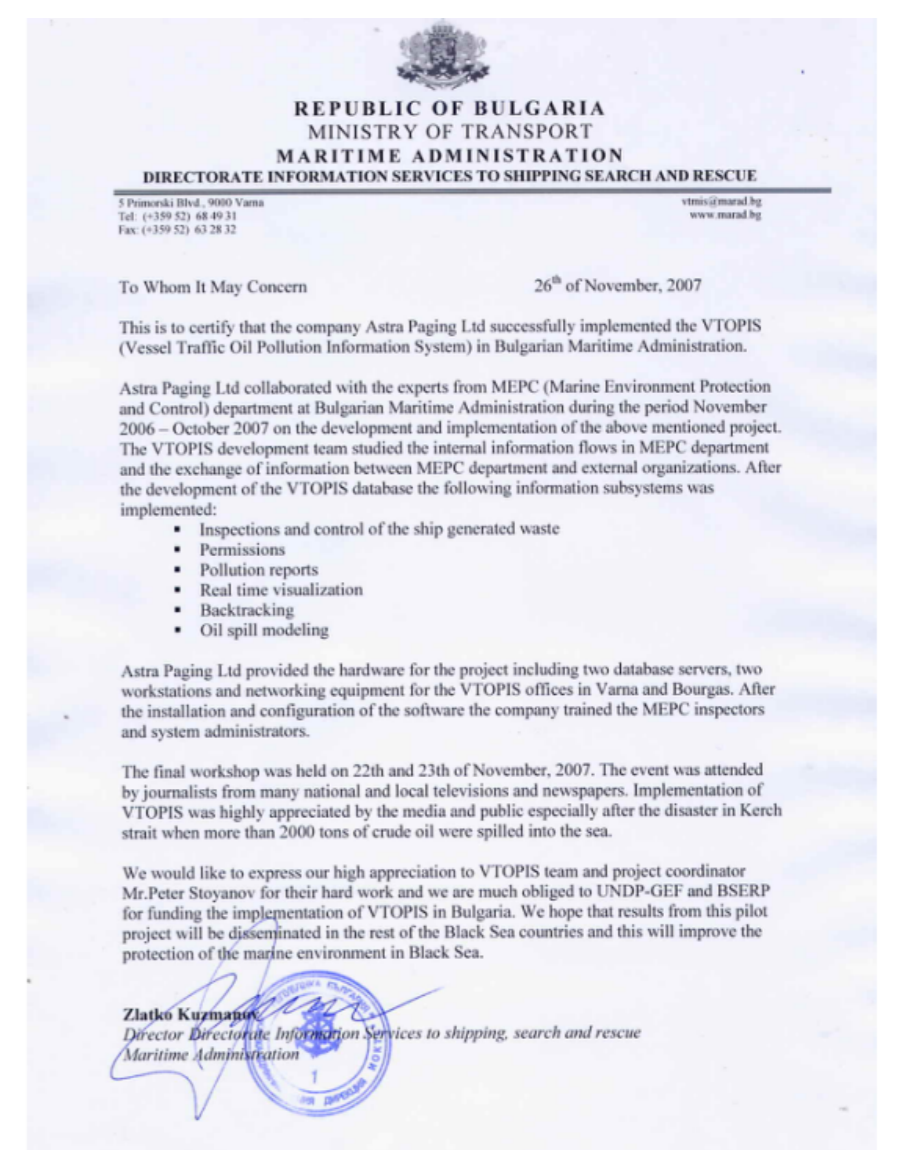 REPUBLIC OF BULGARIA
MINISTRY OF TRANSPORT
MARITIME ADMINISTRATION
DIRECTORATE INFORMATION SERVICES TO SHIPPING SEARCH AND RESCUE
5 Primorski Blvd., 9000 Varna
Tel: (+359 52) 68 49 31
Fax: (+359 52) 63 28 32
vtmis@marad.bg
www.marad.bg
To Whom It May Concern
26th of November, 2007
This is to certify that the company Astra Paging Ltd successfully implemented the VTOPIS
(Vessel Traffic Oil Pollution Information System) in Bulgarian Maritime Administration.
Astra Paging Ltd collaborated with the experts from MEPC (Marine Environment Protection
and Control) department at Bulgarian Maritime Administration during the period November
2006 – October 2007 on the development and implementation of the above mentioned project.
The VTOPIS development team studied the internal information flows in MEPC department
and the exchange of information between MEPC department and external organizations. After
the development of the VTOPIS database the following information subsystems was
implemented:
▪ Inspections and control of the ship generated waste
▪ Permissions
▪ Pollution reports
▪ Real time visualization
▪ Backtracking
▪ Oil spill modeling
Astra Paging Ltd provided the hardware for the project including two database servers, two
workstations and networking equipment for the VTOPIS offices in Varna and Bourgas. After
the installation and configuration of the software the company trained the MEPC inspectors
and system administrators.
The final workshop was held on 22th and 23th of November, 2007. The event was attended
by journalists from many national and local televisions and newspapers. Implementation of
VTOPIS was highly appreciated by the media and public especially after the disaster in Kerch
strait when more than 2000 tons of crude oil were spilled into the sea.
We would like to express our high appreciation to VTOPIS team and project coordinator
Mr.Peter Stoyanov for their hard work and we are much obliged to UNDP-GEF and BSERP
for funding the implementation of VTOPIS in Bulgaria. We hope that results from this pilot
project will be disseminated in the rest of the Black Sea countries and this will improve the
protection of the marine environment in Black Sea.
Zlatko Kuzmanov
Director Directorate Information Services to shipping, search and rescue
Maritime Administration
1
ДИРЕКЦИЯ